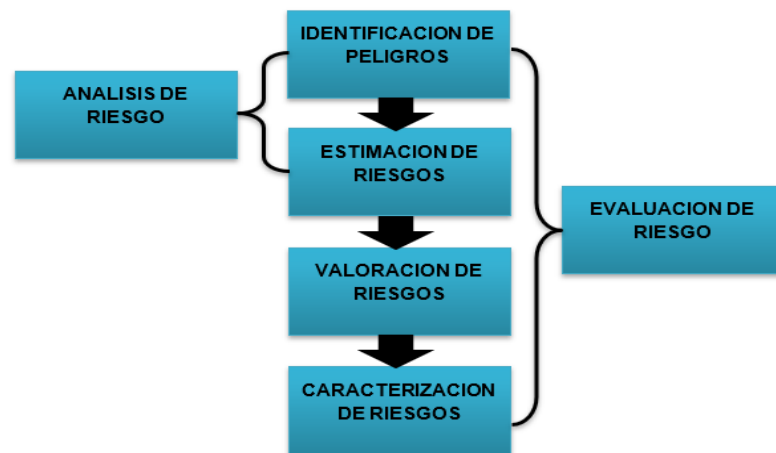 IDENTIFICACION DE
PELIGROS
ANALISIS DE
RIESGO
ESTIMACION DE
RIESGOS
EVALUACION DE
RIESGO
VALORACION DE
RIESGOS
CARACTERIZACION
DE RIESGOS